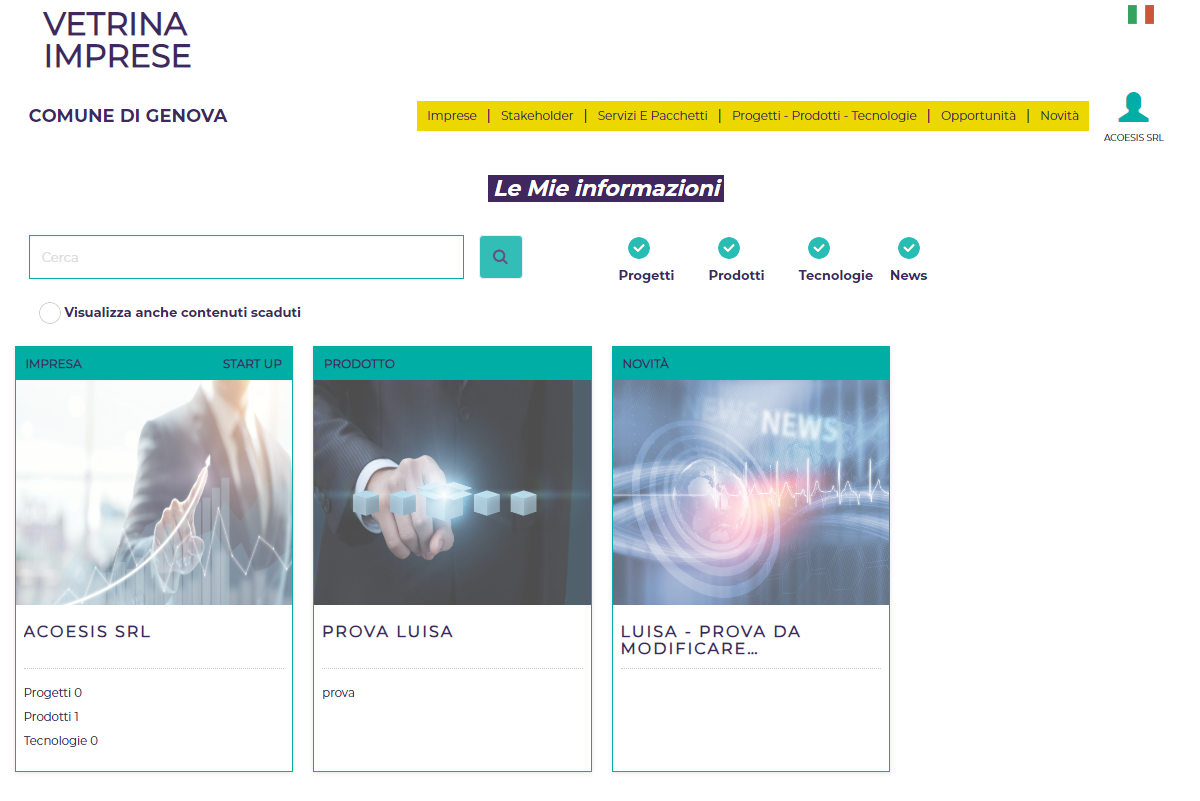 VETRINA
IMPRESE
COMUNE DI GENOVA
Imprese | Stakeholder | Servizi E Pacchetti | Progetti - Prodotti - Tecnologie | Opportunità | Novità
ACOESIS SRL
Le Mie informazioni
Cerca
Progetti Prodotti Tecnologie News
Visualizza anche contenuti scaduti
IMPRESA START UP
PRODOTTO
NOVITÀ
NEWS NEWS
ACOESIS SRL
PROVA LUISA
LUISA - PROVA DA
MODIFICARE...
Progetti 0
Prodotti 1
Tecnologie 0
prova